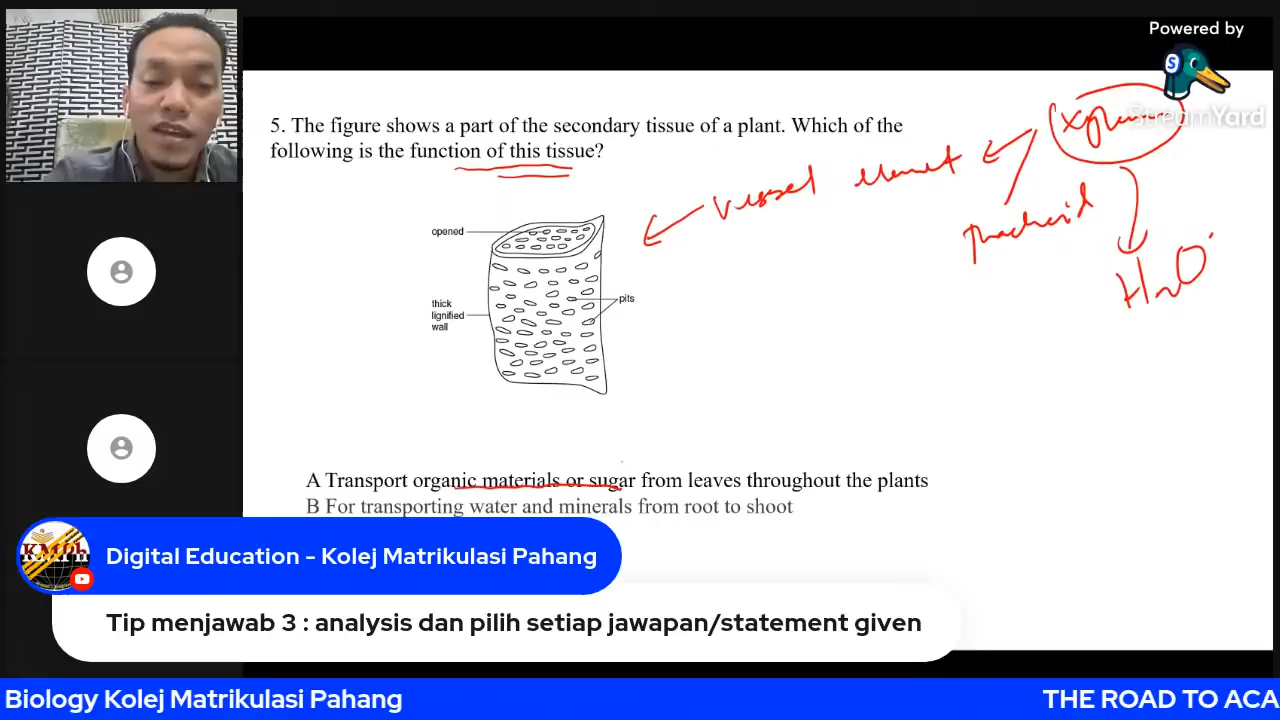 Powered by
S
StreamYard
5. The figure shows a part of the secondary tissue of a plant. Which of the
following is the function of this tissue?
vessel element
tracheid
H2O
opened
thick
lignified
wall
pits
A Transport organic materials or sugar from leaves throughout the plants
B For transporting water and minerals from root to shoot
KMPh
Digital Education - Kolej Matrikulasi Pahang
Tip menjawab 3 : analysis dan pilih setiap jawapan/statement given
Biology Kolej Matrikulasi Pahang
THE ROAD TO ACA